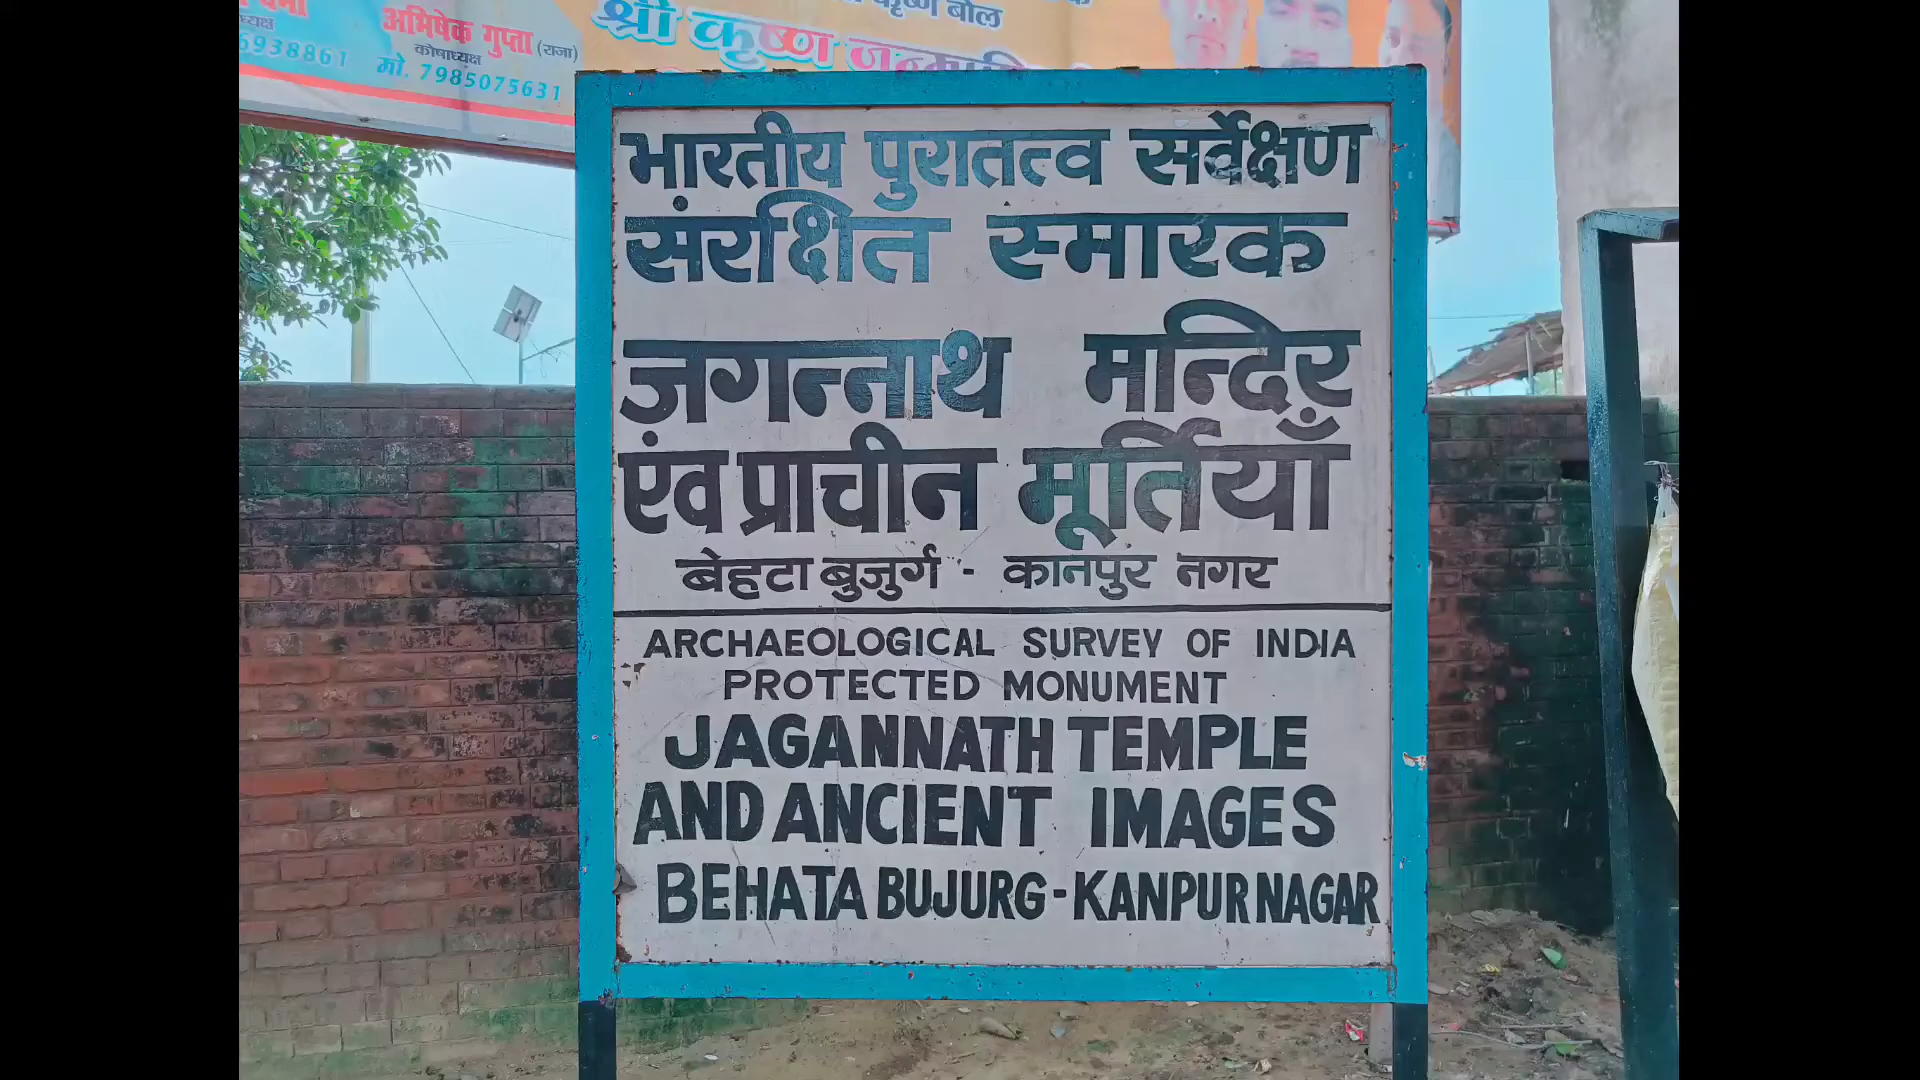 अभिषेक गुप्ता (राजा)
कोषाध्यक्ष
6938861
मो. 7985075631
कृष्ण बोल
श्री कृष्ण
भारतीय पुरातत्व सर्वेक्षण
संरक्षित स्मारक
जगन्नाथ मन्दिर
एंव प्राचीन मूर्तियाँ
बेहटा बुजुर्ग - कानपुर नगर
ARCHAEOLOGICAL SURVEY OF INDIA
PROTECTED MONUMENT
JAGANNATH TEMPLE
AND ANCIENT IMAGES
BEHATA BUJURG - KANPUR NAGAR